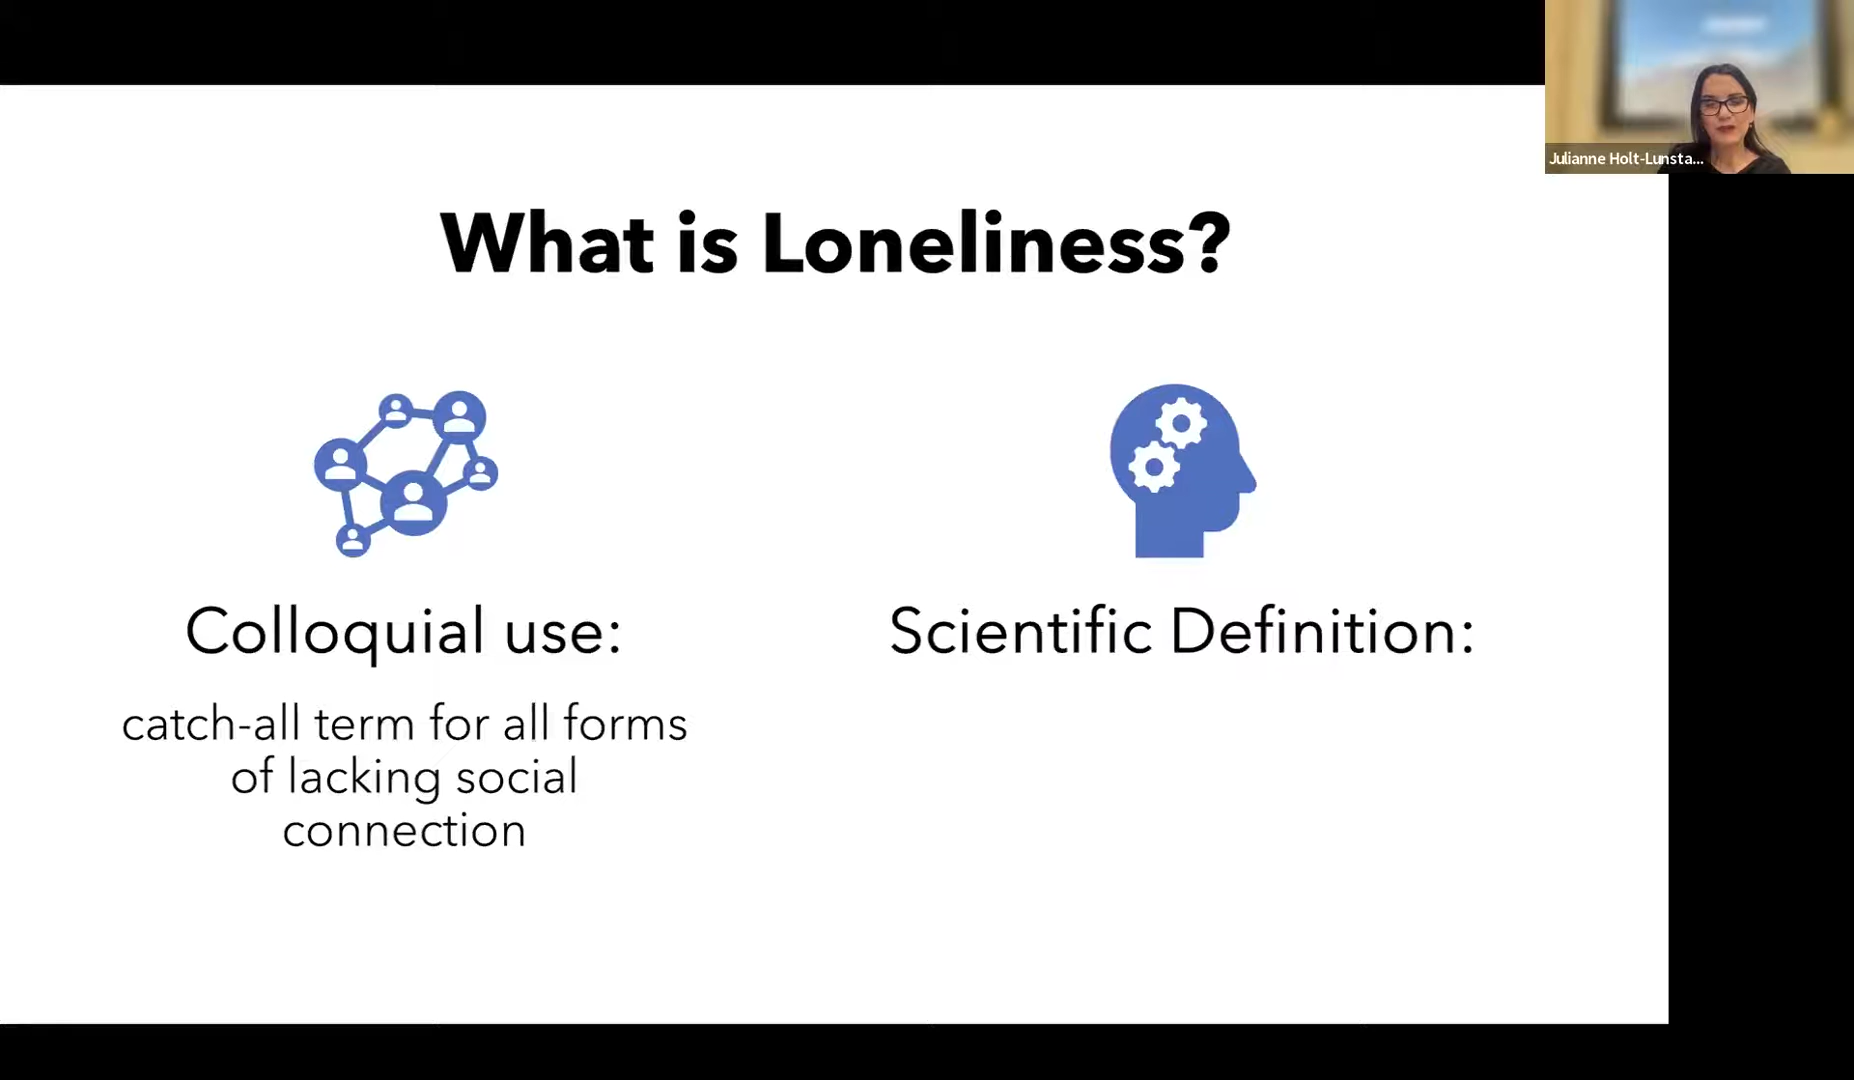 Julianne Holt-Lunsta...
What is Loneliness?
Colloquial use:
catch-all term for all forms
of lacking social
connection
Scientific Definition: